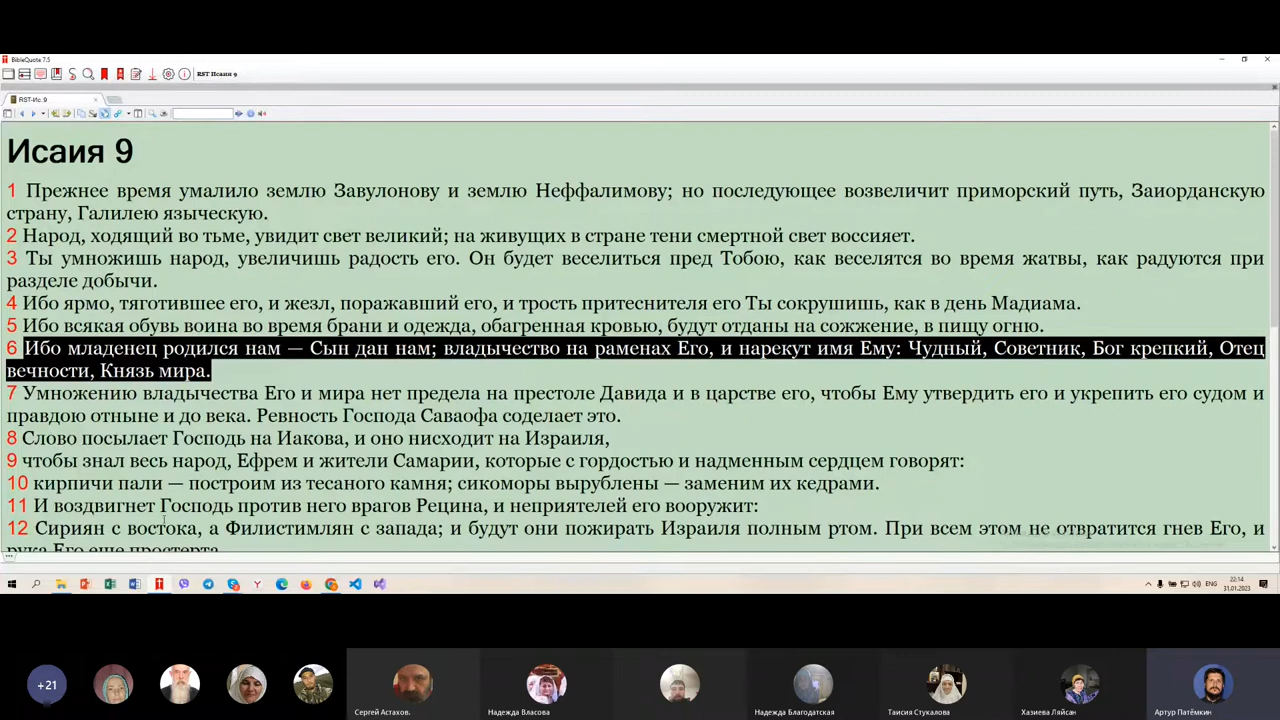 BibleQuote 7.5
RST Исаия 9
RST-Ис. 9
Исаия 9
1 Прежнее время умалило землю Завулонову и землю Неффалимову; но последующее возвеличит приморский путь, Заиорданскую
страну, Галилею языческую.
2 Народ, ходящий во тьме, увидит свет великий; на живущих в стране тени смертной свет воссияет.
3 Ты умножишь народ, увеличишь радость его. Он будет веселиться пред Тобою, как веселятся во время жатвы, как радуются при
разделе добычи.
4 Ибо ярмо, тяготившее его, и жезл, поражавший его, и трость притеснителя его Ты сокрушишь, как в день Мадиама.
5 Ибо всякая обувь воина во время брани и одежда, обагренная кровью, будут отданы на сожжение, в пищу огню.
6 Ибо младенец родился нам — Сын дан нам; владычество на раменах Его, и нарекут имя Ему: Чудный, Советник, Бог крепкий, Отец
вечности, Князь мира.
7 Умножению владычества Его и мира нет предела на престоле Давида и в царстве его, чтобы Ему утвердить его и укрепить его судом и
правдою отныне и до века. Ревность Господа Саваофа соделает это.
8 Слово посылает Господь на Иакова, и оно нисходит на Израиля,
9 чтобы знал весь народ, Ефрем и жители Самарии, которые с гордостью и надменным сердцем говорят:
10 кирпичи пали — построим из тесаного камня; сикоморы вырублены — заменим их кедрами.
11 И воздвигнет Господь против него врагов Рецина, и неприятелей его вооружит:
12 Сириян с востока, а Филистимлян с запада; и будут они пожирать Израиля полным ртом. При всем этом не отвратится гнев Его, и
рука Его еще простерта.
ENG
22:14
31.01.2023
+21
Сергей Астахов.
Надежда Власова
Надежда Благодатская
Таисия Стукалова
Хазиева Ляйсан
Артур Патёмкин